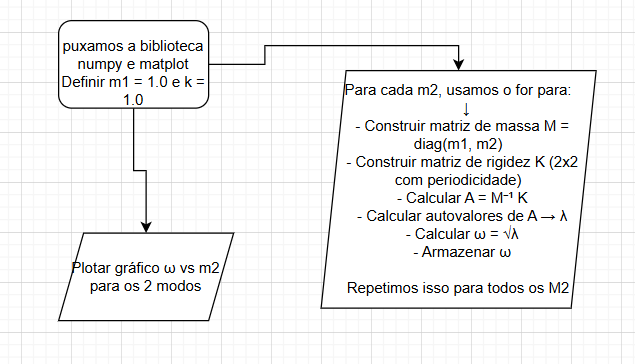 puxamos a biblioteca
numpy e matplot
Definir m1 = 1.0 e k =
1.0
Para cada m2, usamos o for para:
↓
- Construir matriz de massa M =
diag(m1, m2)
- Construir matriz de rigidez K (2x2
com periodicidade)
- Calcular A = M⁻¹ K
- Calcular autovalores de A → λ
- Calcular ω = √λ
- Armazenar ω
Repetimos isso para todos os M2
Plotar gráfico ω vs m2
para os 2 modos